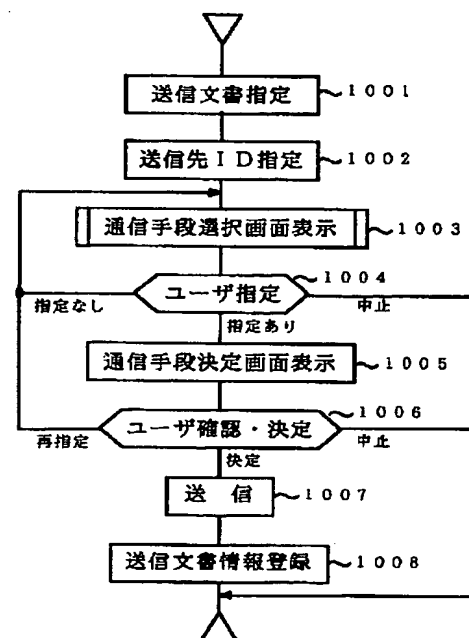 送信文書指定 1001
送信先ID指定 1002
通信手段選択画面表示 1003
1004
ユーザ指定
指定なし 中止
指定あり
通信手段決定画面表示 1005
1006
ユーザ確認・決定
再指定 中止
決定
送 信 1007
送信文書情報登録 1008